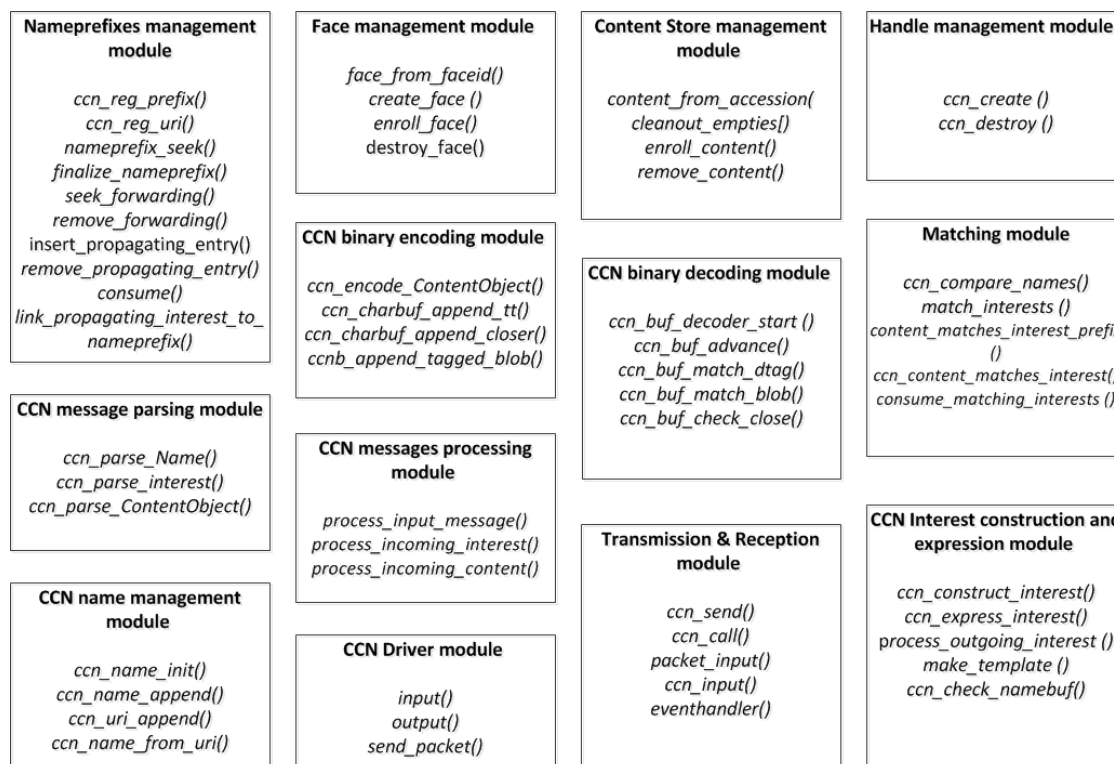 Nameprefixes management
module
ccn_reg_prefix()
ccn_reg_uri()
nameprefix_seek()
finalize_nameprefix()
seek_forwarding()
remove_forwarding()
insert_propagating_entry()
remove_propagating_entry()
consume()
link_propagating_interest_to_
nameprefix()
CCN message parsing module
ccn_parse_Name()
ccn_parse_interest()
ccn_parse_ContentObject()
CCN name management
module
ccn_name_init()
ccn_name_append()
ccn_uri_append()
ccn_name_from_uri()
Face management module
face_from_faceid()
create_face ()
enroll_face()
destroy_face()
CCN binary encoding module
ccn_encode_ContentObject()
ccn_charbuf_append_tt()
ccn_charbuf_append_closer()
ccnb_append_tagged_blob()
CCN messages processing
module
process_input_message()
process_incoming_interest()
process_incoming_content()
CCN Driver module
input()
output()
send_packet()
Content Store management
module
content_from_accession(
cleanout_empties[)
enroll_content()
remove_content()
CCN binary decoding module
ccn_buf_decoder_start ()
ccn_buf_advance()
ccn_buf_match_dtag()
ccn_buf_match_blob()
ccn_buf_check_close()
Transmission & Reception
module
ccn_send()
ccn_call()
packet_input()
ccn_input()
eventhandler()
Handle management module
ccn_create ()
ccn_destroy ()
Matching module
ccn_compare_names()
match_interests ()
content_matches_interest_prefi
()
ccn_content_matches_interest()
consume_matching_interests ()
CCN Interest construction and
expression module
ccn_construct_interest()
ccn_express_interest()
process_outgoing_interest ()
make_template ()
ccn_check_namebuf()